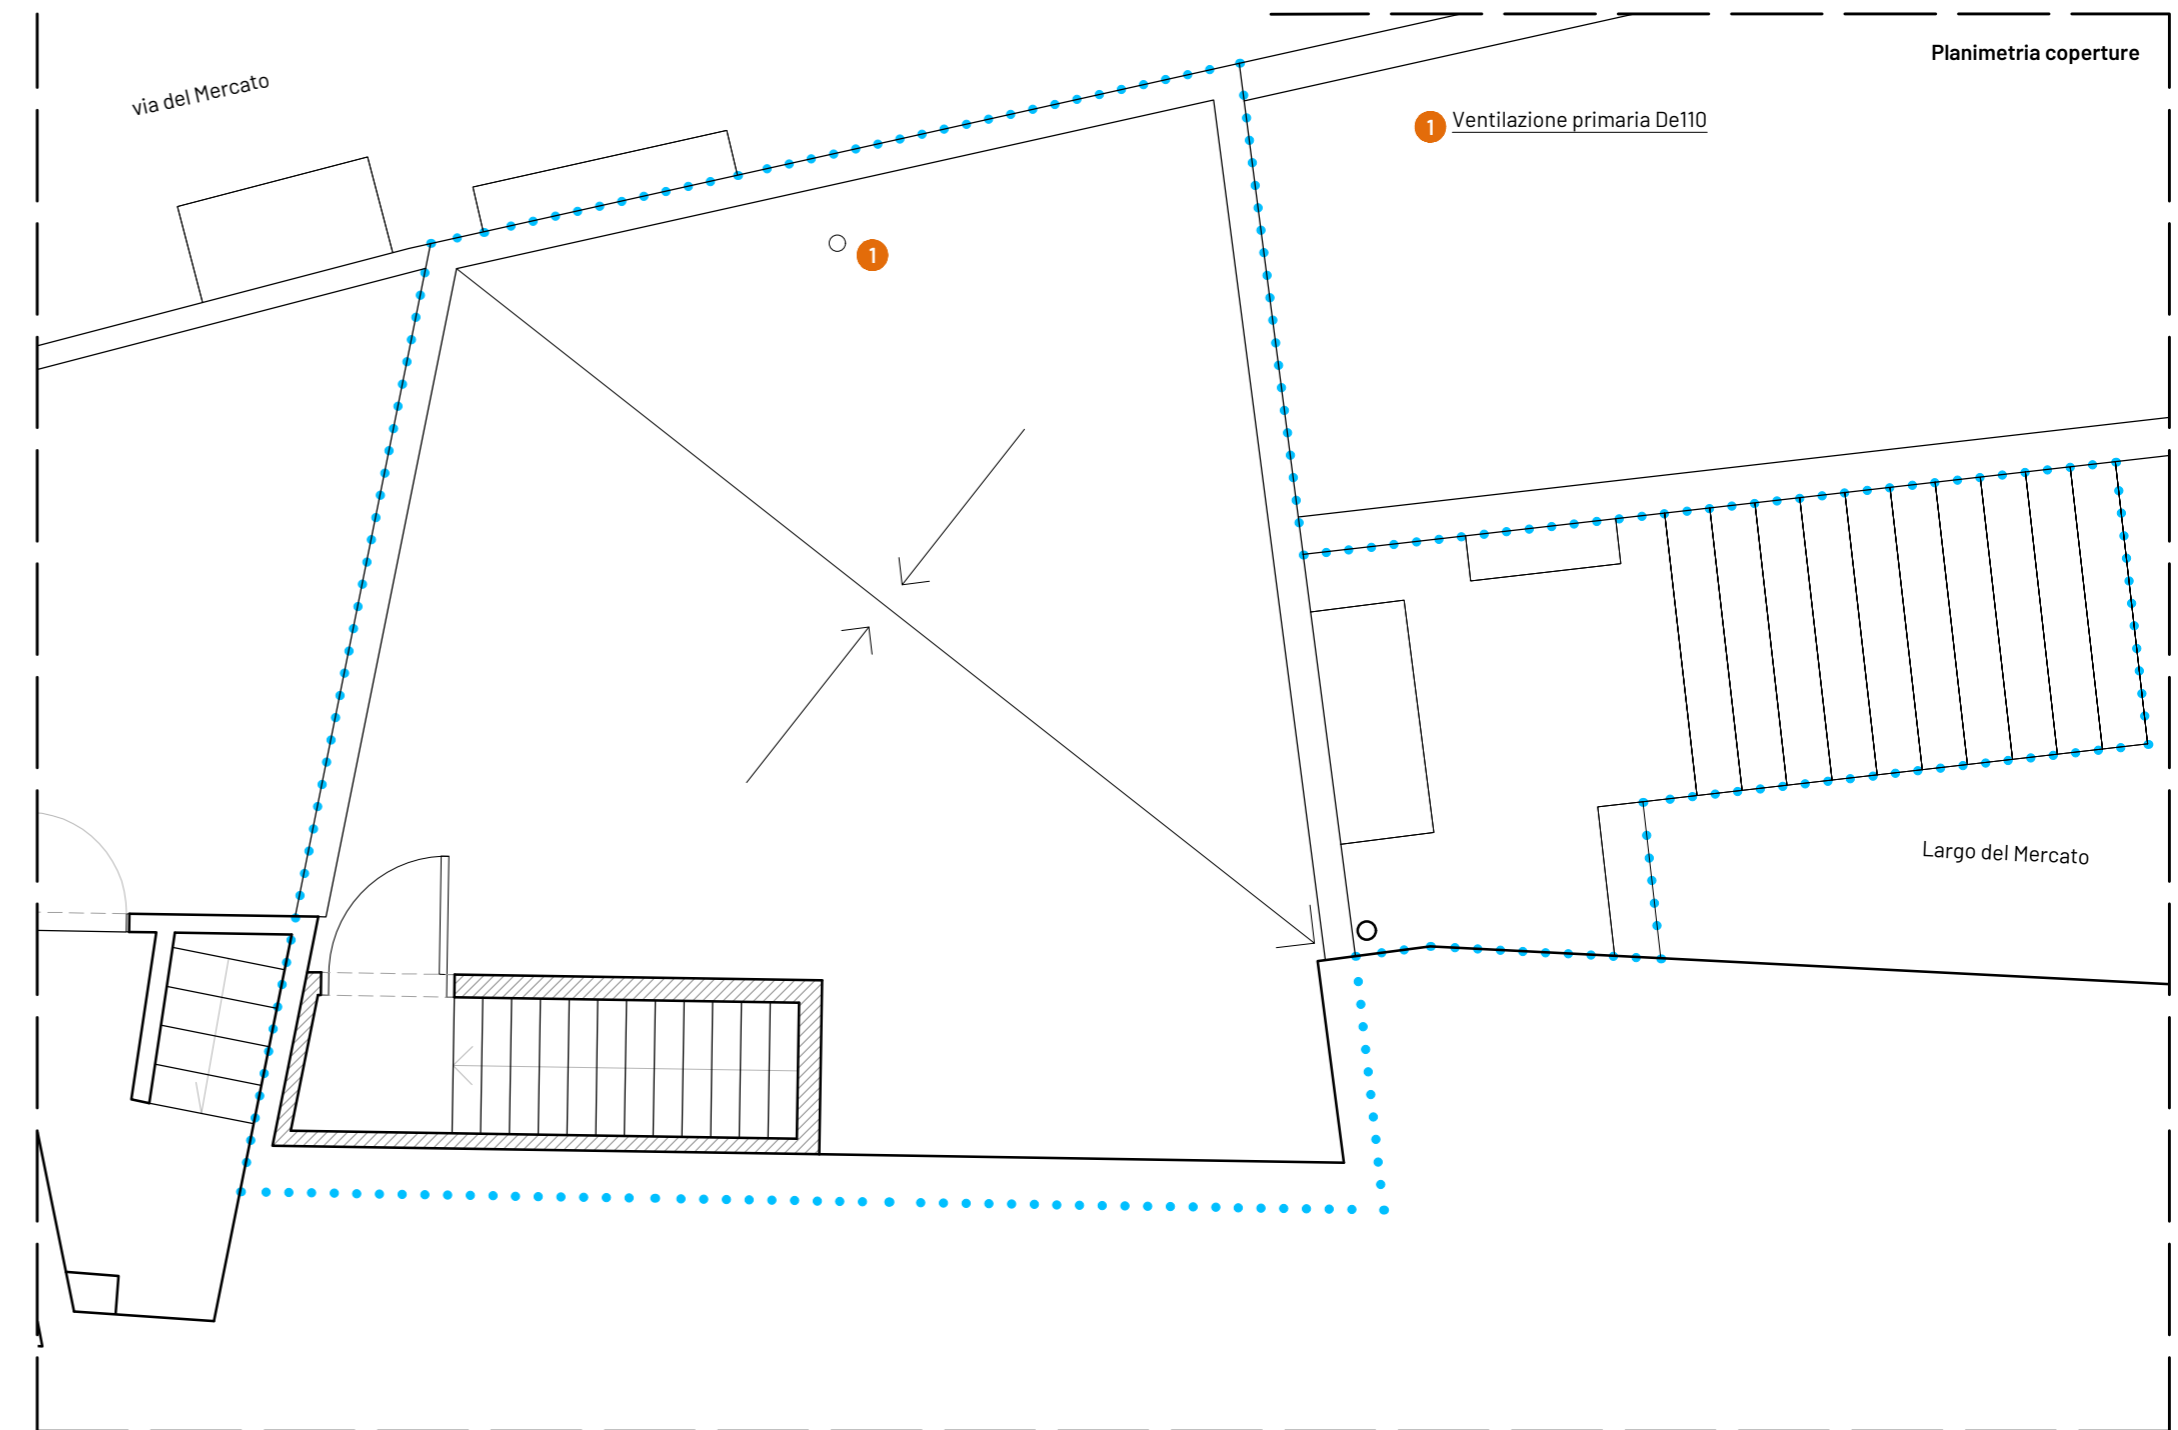 Planimetria coperture
via del Mercato
1 Ventilazione primaria De110
1
Largo del Mercato